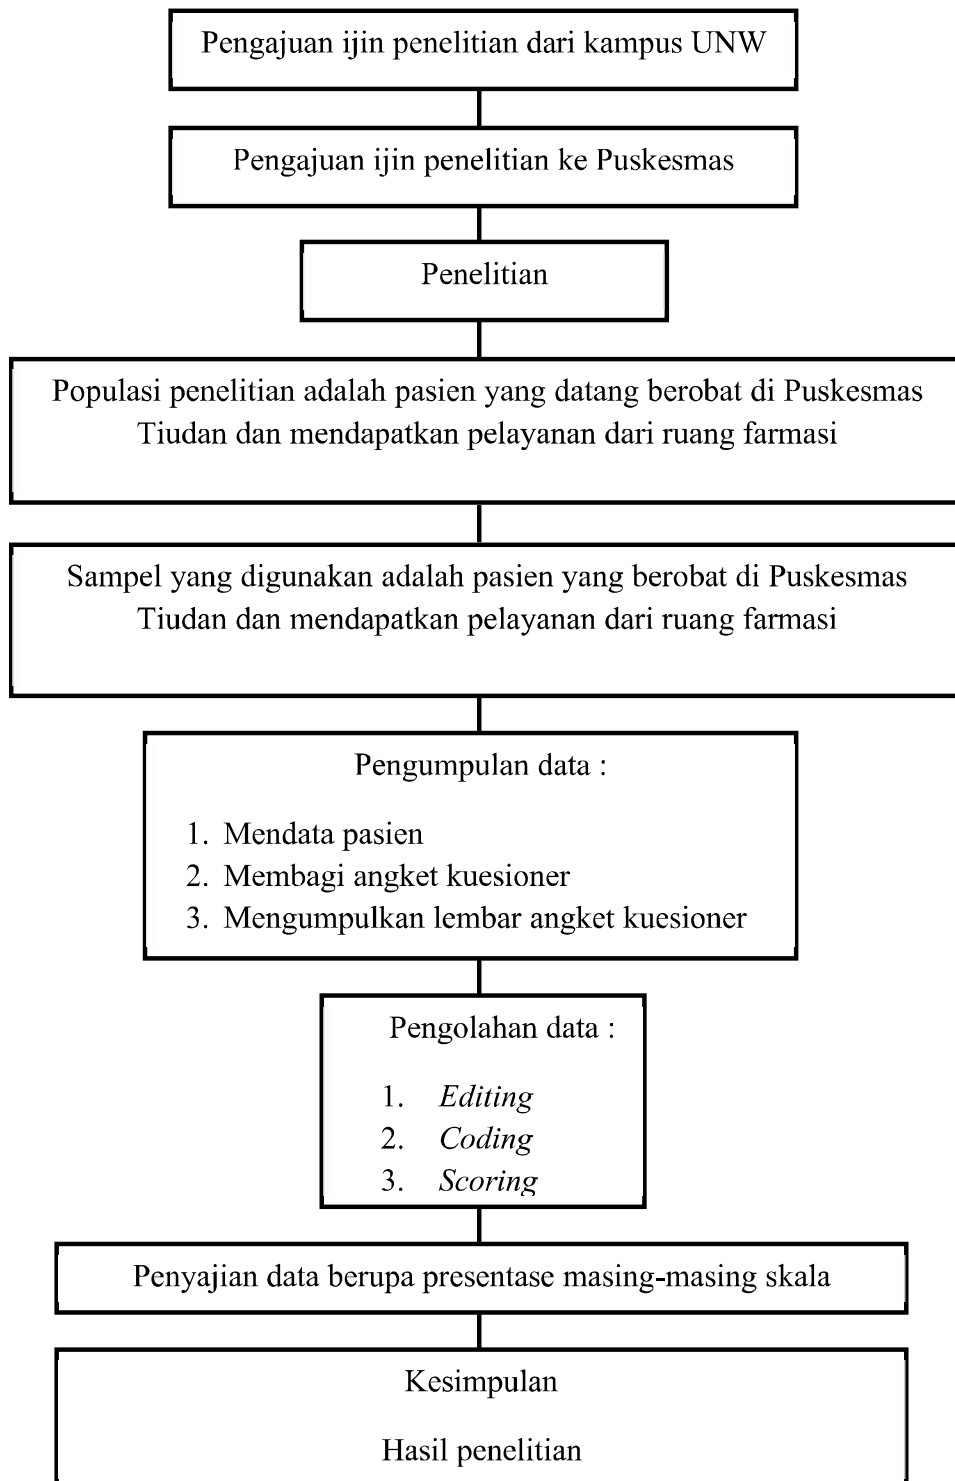 Pengajuan ijin penelitian dari kampus UNW
Pengajuan ijin penelitian ke Puskesmas
Penelitian
Populasi penelitian adalah pasien yang datang berobat di Puskesmas
Tiudan dan mendapatkan pelayanan dari ruang farmasi
Sampel yang digunakan adalah pasien yang berobat di Puskesmas
Tiudan dan mendapatkan pelayanan dari ruang farmasi
Pengumpulan data :
1. Mendata pasien
2. Membagi angket kuesioner
3. Mengumpulkan lembar angket kuesioner
Pengolahan data :
1. Editing
2. Coding
3. Scoring
Penyajian data berupa presentase masing-masing skala
Kesimpulan
Hasil penelitian